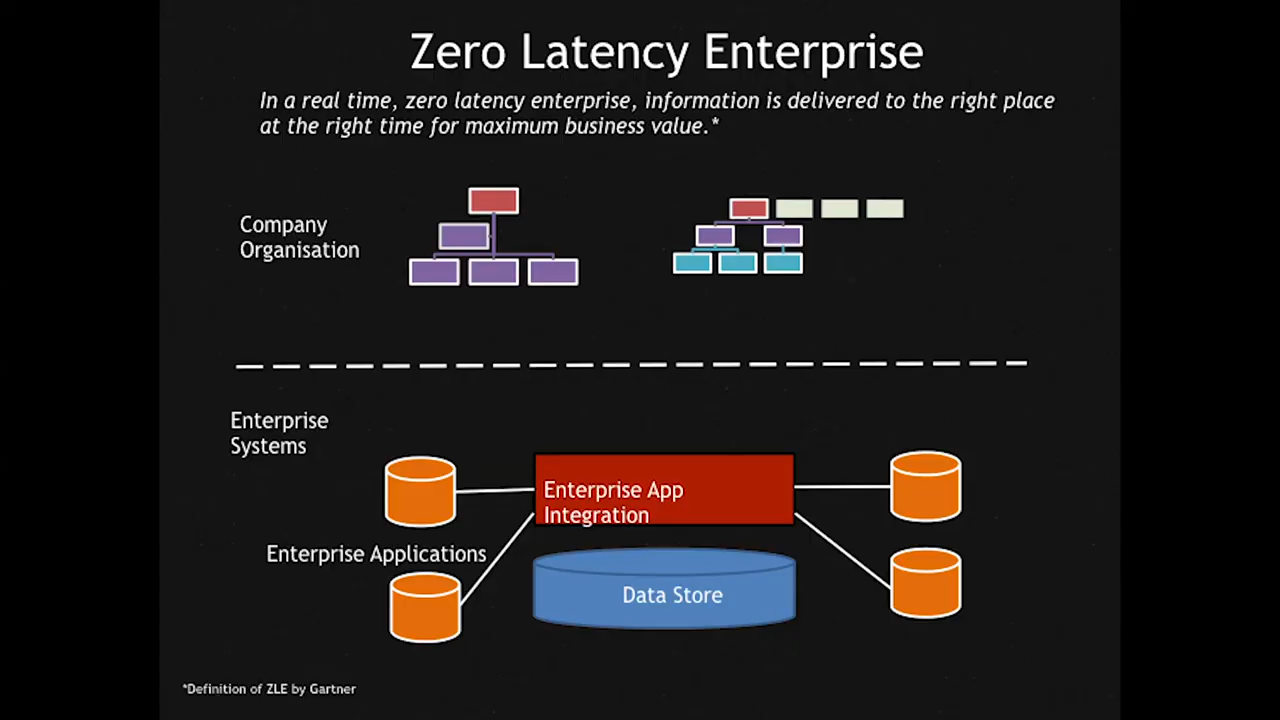 Zero Latency Enterprise
In a real time, zero latency enterprise, information is delivered to the right place
at the right time for maximum business value.*
Company
Organisation
Enterprise
Systems
Enterprise App
Integration
Enterprise Applications
Data Store
*Definition of ZLE by Gartner